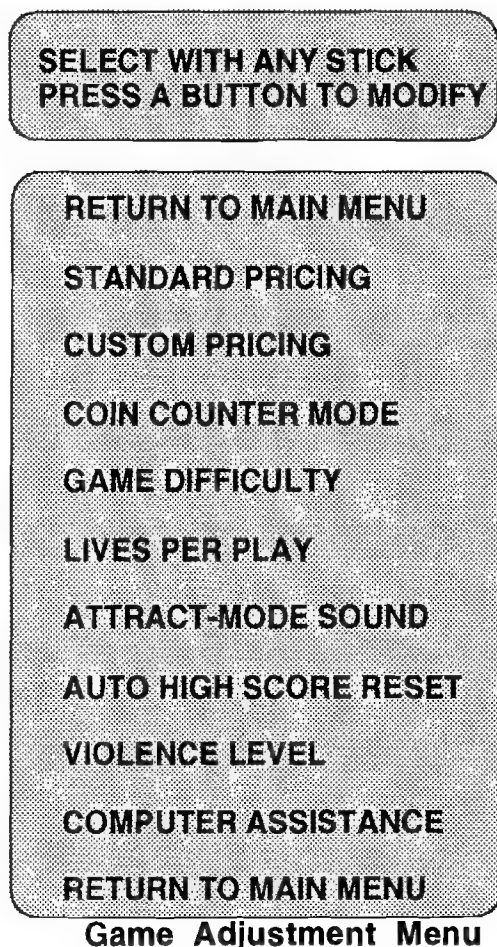 SELECT WITH ANY STICK
PRESS A BUTTON TO MODIFY
RETURN TO MAIN MENU
STANDARD PRICING
CUSTOM PRICING
COIN COUNTER MODE
GAME DIFFICULTY
LIVES PER PLAY
ATTRACT-MODE SOUND
AUTO HIGH SCORE RESET
VIOLENCE LEVEL
COMPUTER ASSISTANCE
RETURN TO MAIN MENU
Game Adjustment Menu